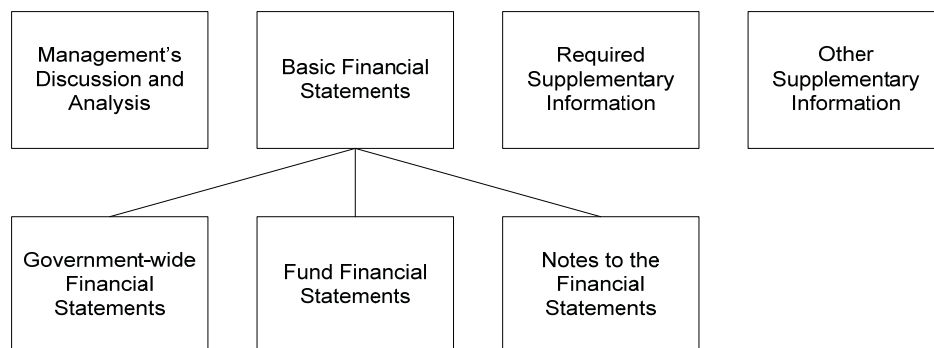 Management's
Discussion and
Analysis
Basic Financial
Statements
Required
Supplementary
Information
Other
Supplementary
Information
Government-wide
Financial
Statements
Fund Financial
Statements
Notes to the
Financial
Statements